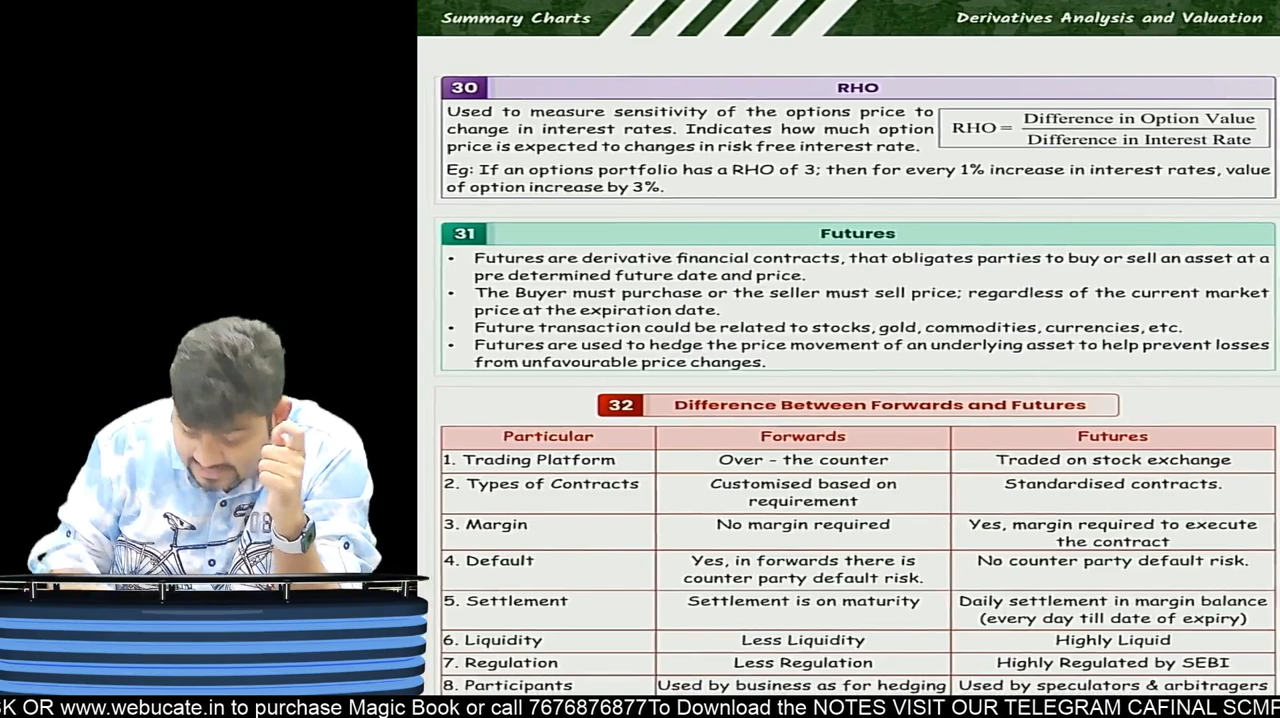 Summary Charts
Derivatives Analysis and Valuation
30
RHO
Used to measure sensitivity of the options price to
change in interest rates. Indicates how much option
price is expected to changes in risk free interest rate.
RHO = Difference in Option Value
Difference in Interest Rate
Eg: If an options portfolio has a RHO of 3; then for every 1% increase in interest rates, value
of option increase by 3%.
31
Futures
• Futures are derivative financial contracts, that obligates parties to buy or sell an asset at a
pre determined future date and price.
• The Buyer must purchase or the seller must sell price; regardless of the current market
price at the expiration date.
• Future transaction could be related to stocks, gold, commodities, currencies, etc.
• Futures are used to hedge the price movement of an underlying asset to help prevent losses
from unfavourable price changes.
32
Difference Between Forwards and Futures
Particular Forwards Futures
1. Trading Platform Over - the counter Traded on stock exchange
2. Types of Contracts Customised based on Standardised contracts.
requirement
3. Margin No margin required Yes, margin required to execute
the contract
4. Default Yes, in forwards there is No counter party default risk.
counter party default risk.
5. Settlement Settlement is on maturity Daily settlement in margin balance
(every day till date of expiry)
6. Liquidity Less Liquidity Highly Liquid
7. Regulation Less Regulation Highly Regulated by SEBI
8. Participants Used by business as for hedging Used by speculators & arbitragers
08
SK OR www.webucate.in to purchase Magic Book or call 7676876877To Download the NOTES VISIT OUR TELEGRAM CAFINAL SCMP